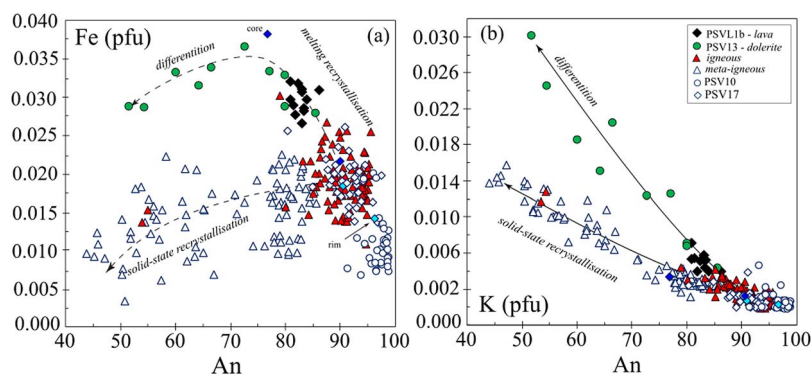 0.040
0.035
0.030
0.025
0.020
0.015
0.010
0.005
0.000
Fe (pfu)
core
(a)
differentition
melting recrystallisation
solid-state recrystallisation
rim
40 50 60 70 80 90 100
An
0.030
0.026
0.022
0.018
0.014
0.010
0.006
0.002
0.000
(b)
differentition
solid-state recrystallisation
K (pfu)
PSVL1b - lava
PSV13 - dolerite
igneous
meta-igneous
PSV10
PSV17
40 50 60 70 80 90 100
An